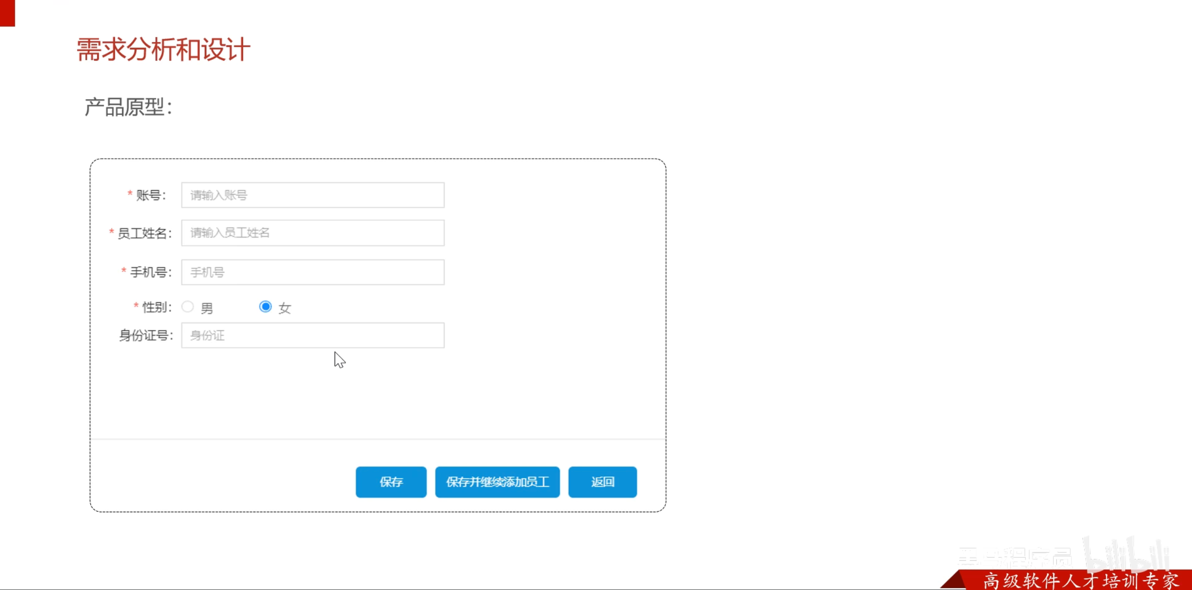 需求分析和设计
产品原型：
* 账号： 请输入账号
* 员工姓名： 请输入员工姓名
* 手机号： 手机号
* 性别： 男 女
身份证号： 身份证
保存 保存并继续添加员工 返回
bilibili
高级软件人才培训专家